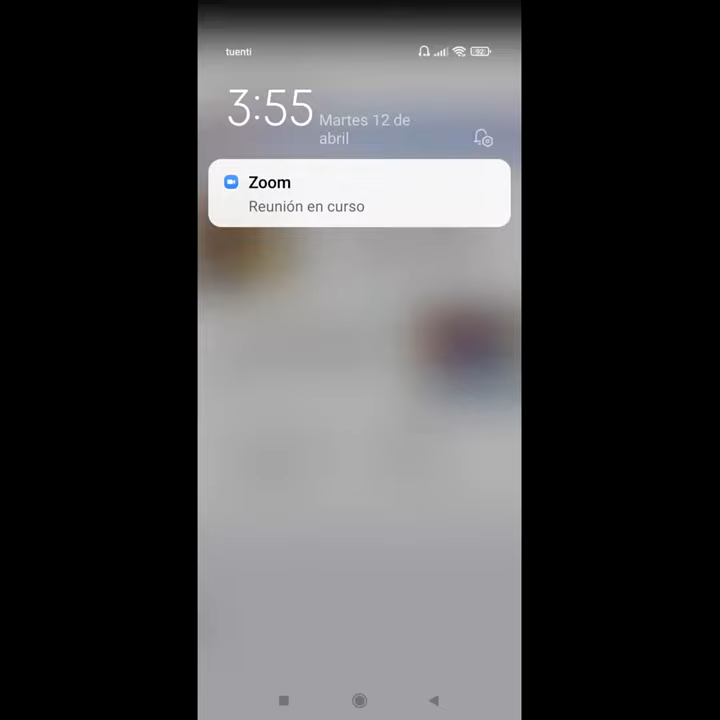 tuenti
92
3:55
Martes 12 de
abril
Zoom
Reunión en curso